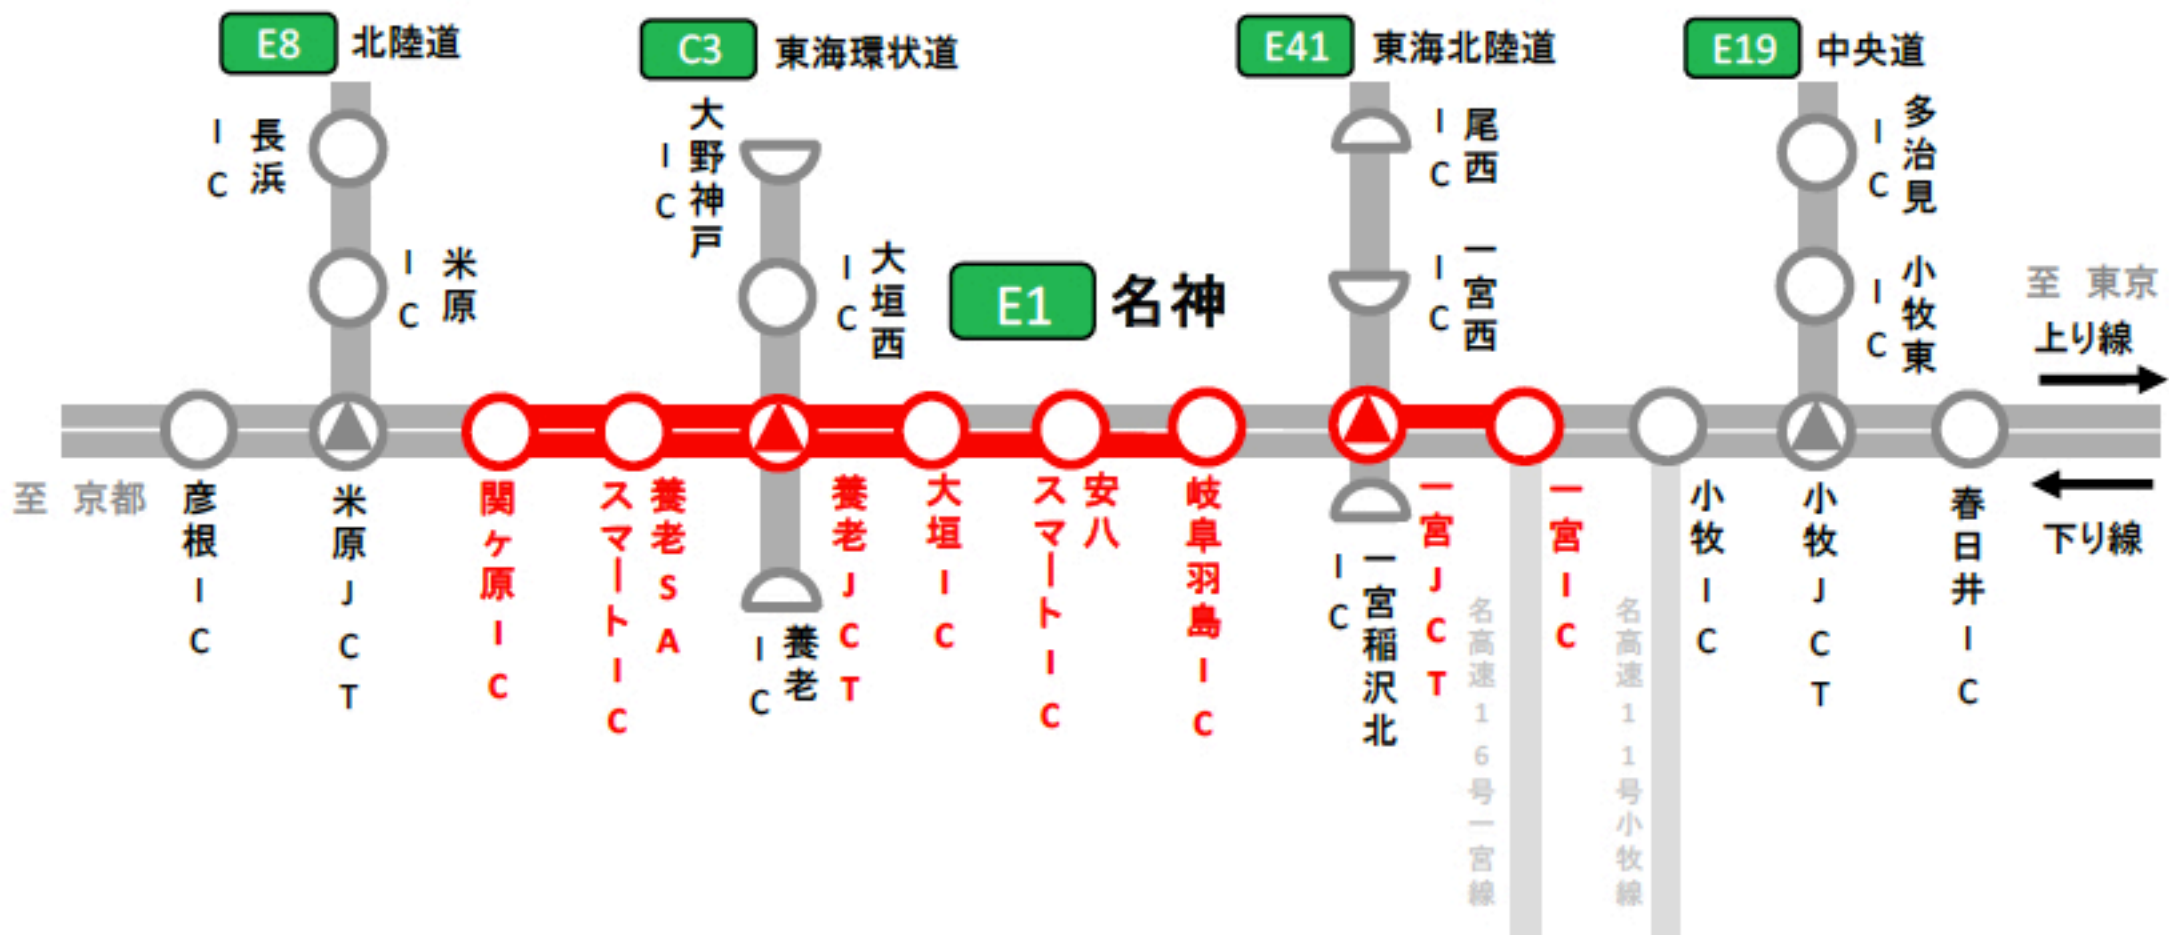 E8 北陸道
C3 東海環状道
E41 東海北陸道
E19 中央道
長浜IC
米原IC
大野神戸IC
大垣西IC
E1 名神
尾西IC
一宮西IC
多治見IC
小牧東IC
至 東京
上り線
至 京都
彦根IC
米原JCT
関ヶ原IC
養老SAスマートIC
養老IC
養老JCT
大垣IC
安八スマートIC
岐阜羽島IC
一宮稲沢北IC
一宮JCT
名高速16号一宮線
一宮IC
名高速11号小牧線
小牧IC
小牧JCT
春日井IC
下り線